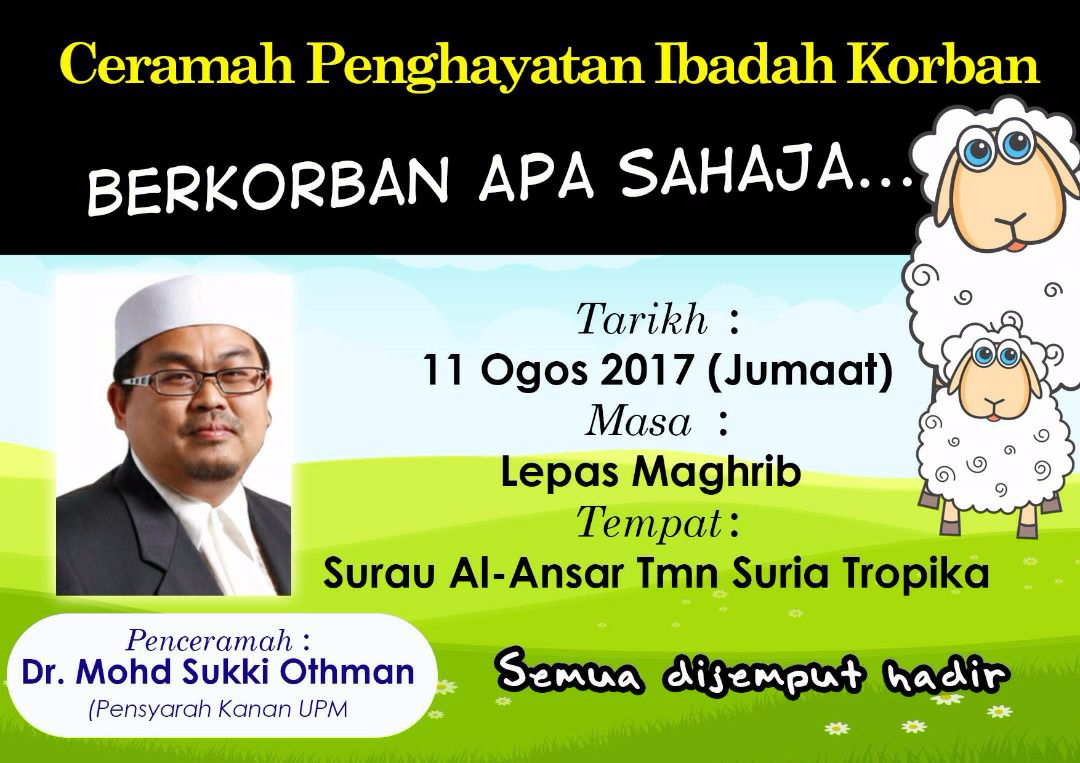 Ceramah Penghayatan Ibadah Korban
BERKORBAN APA SAHAJA...
Tarikh :
11 Ogos 2017 (Jumaat)
Masa :
Lepas Maghrib
Tempat :
Surau Al-Ansar Tmn Suria Tropika
Penceramah :
Dr. Mohd Sukki Othman
(Pensyarah Kanan UPM
Semua disemput hadir